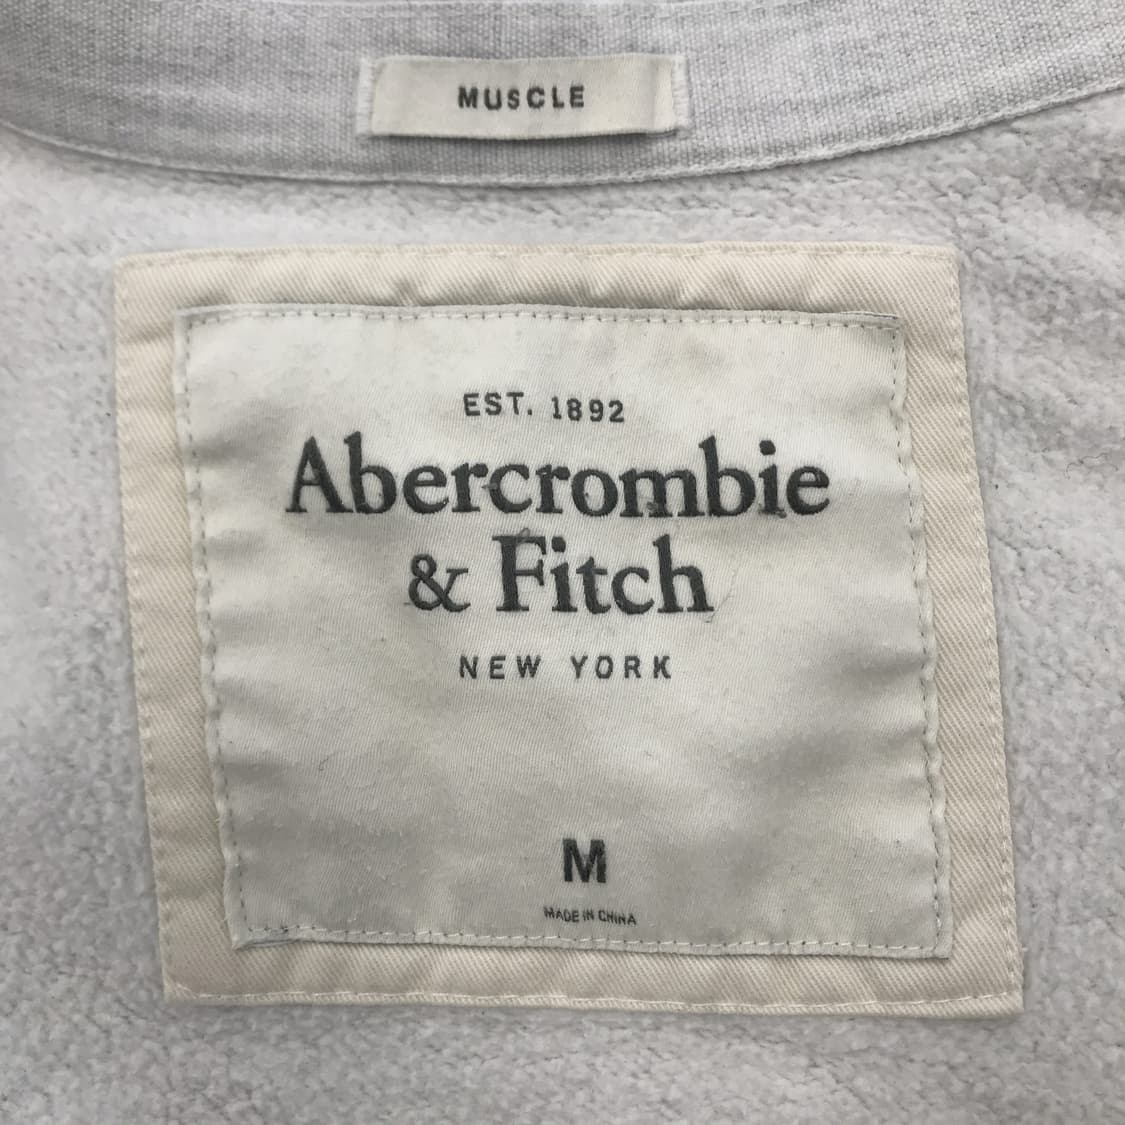 MUSCLE
EST. 1892
Abercrombie
& Fitch
NEW YORK
M
MADE IN CHINA